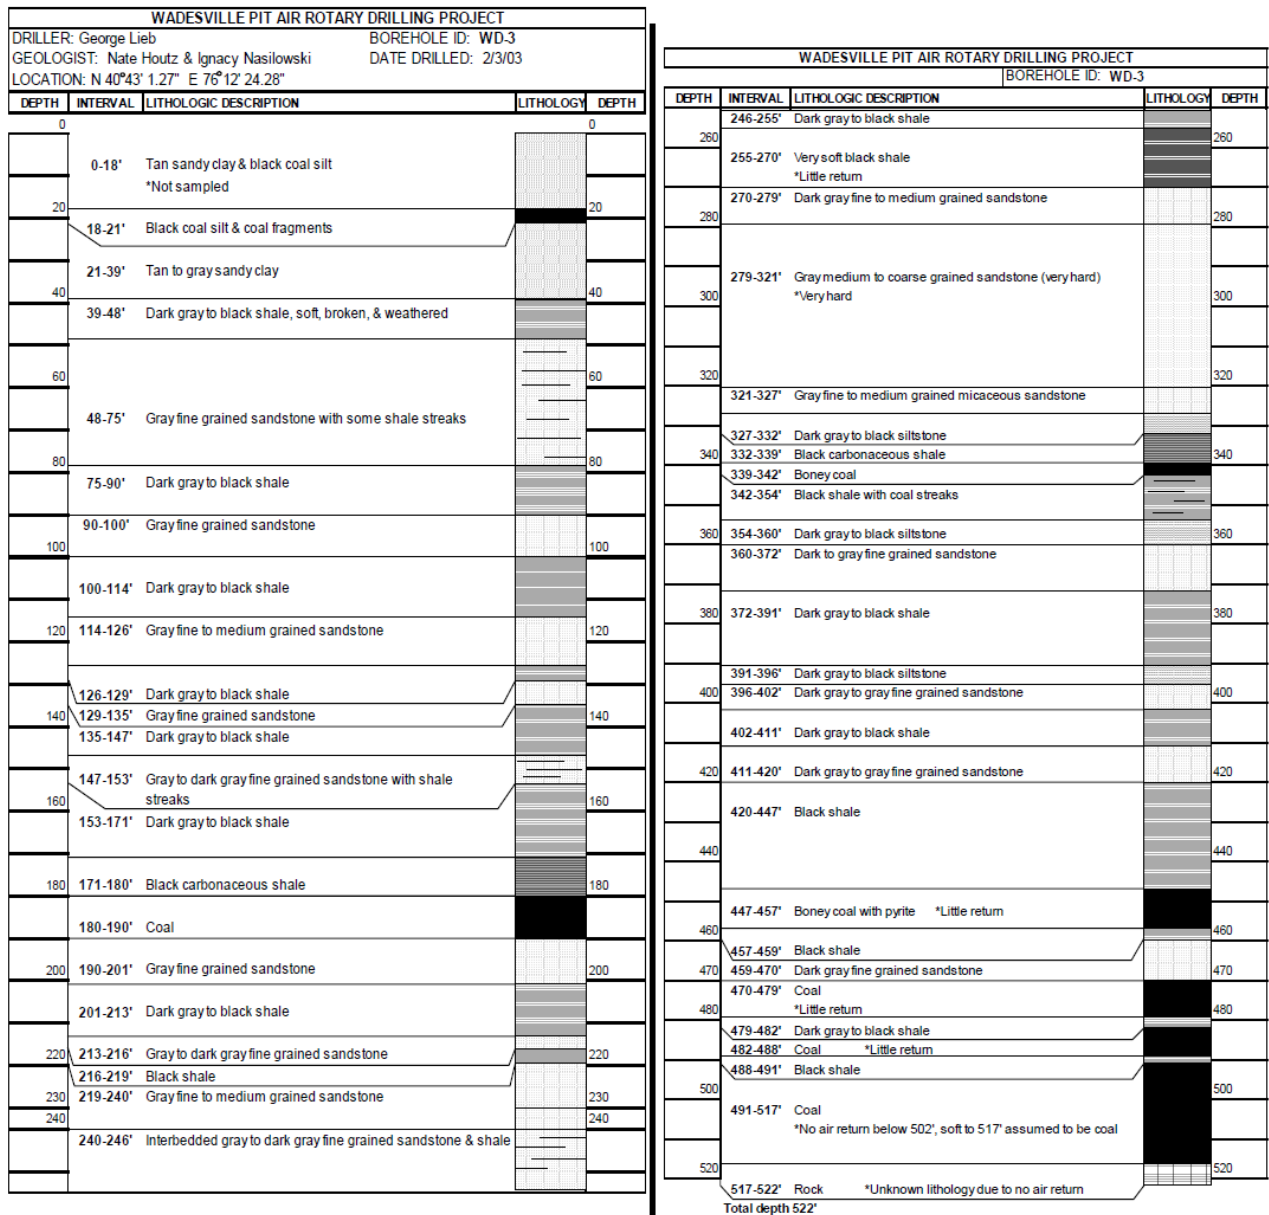 WADESVILLE PIT AIR ROTARY DRILLING PROJECT
DRILLER: George Lieb BOREHOLE ID: WD-3
GEOLOGIST: Nate Houtz & Ignacy Nasilowski DATE DRILLED: 2/3/03
LOCATION: N 40°43' 1.27" E 76°12' 24.28"
DEPTH INTERVAL LITHOLOGIC DESCRIPTION LITHOLOGY DEPTH
0 0
0-18' Tan sandy clay & black coal silt
*Not sampled
20 20
18-21' Black coal silt & coal fragments
21-39' Tan to gray sandy clay
40 40
39-48' Dark gray to black shale, soft, broken, & weathered
60 60
48-75' Gray fine grained sandstone with some shale streaks
80 80
75-90' Dark gray to black shale
90-100' Gray fine grained sandstone
100 100
100-114' Dark gray to black shale
120 114-126' Gray fine to medium grained sandstone 120
126-129' Dark gray to black shale
140 129-135' Gray fine grained sandstone 140
135-147' Dark gray to black shale
147-153' Gray to dark gray fine grained sandstone with shale
160 streaks 160
153-171' Dark gray to black shale
180 171-180' Black carbonaceous shale 180
180-190' Coal
200 190-201' Gray fine grained sandstone 200
201-213' Dark gray to black shale
220 213-216' Gray to dark gray fine grained sandstone 220
216-219' Black shale
230 219-240' Gray fine to medium grained sandstone 230
240 240
240-246' Interbedded gray to dark gray fine grained sandstone & shale
WADESVILLE PIT AIR ROTARY DRILLING PROJECT
BOREHOLE ID: WD-3
DEPTH INTERVAL LITHOLOGIC DESCRIPTION LITHOLOGY DEPTH
246-255' Dark gray to black shale
260 260
255-270' Very soft black shale
*Little return
270-279' Dark gray fine to medium grained sandstone
280 280
279-321' Gray medium to coarse grained sandstone (very hard)
300 *Very hard 300
320 320
321-327' Gray fine to medium grained micaceous sandstone
327-332' Dark gray to black siltstone
340 332-339' Black carbonaceous shale 340
339-342' Boney coal
342-354' Black shale with coal streaks
360 354-360' Dark gray to black siltstone 360
360-372' Dark to gray fine grained sandstone
380 372-391' Dark gray to black shale 380
391-396' Dark gray to black siltstone
400 396-402' Dark gray to gray fine grained sandstone 400
402-411' Dark gray to black shale
420 411-420' Dark gray to gray fine grained sandstone 420
420-447' Black shale
440 440
447-457' Boney coal with pyrite *Little return
460 460
457-459' Black shale
470 459-470' Dark gray fine grained sandstone 470
470-479' Coal
480 *Little return 480
479-482' Dark gray to black shale
482-488' Coal *Little return
488-491' Black shale
500 500
491-517' Coal
*No air return below 502', soft to 517' assumed to be coal
520 520
517-522' Rock *Unknown lithology due to no air return
Total depth 522'